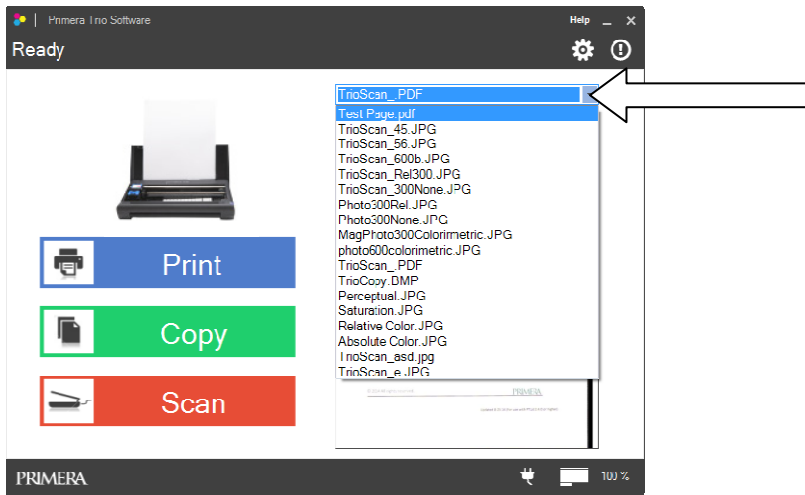 Primera Trio Software
Help
Ready
TrioScan_.PDF
Test Page.pdf
TrioScan_45.JPG
TrioScan_56.JPG
TrioScan_600b.JPG
TrioScan_Rel300.JPG
TrioScan_300None.JPG
Photo300Rel.JPG
Photo300None.JPG
MagPhoto300Colorimetric.JPG
photo600colorimetric.JPG
TrioScan_.PDF
TrioCopy.BMP
Perceptual.JPG
Saturation.JPG
Relative Color.JPG
Absolute Color.JPG
TrioScan_asd.jpg
TrioScan_e.JPG
Print
Copy
Scan
PRIMERA
PRIMERA
100 %